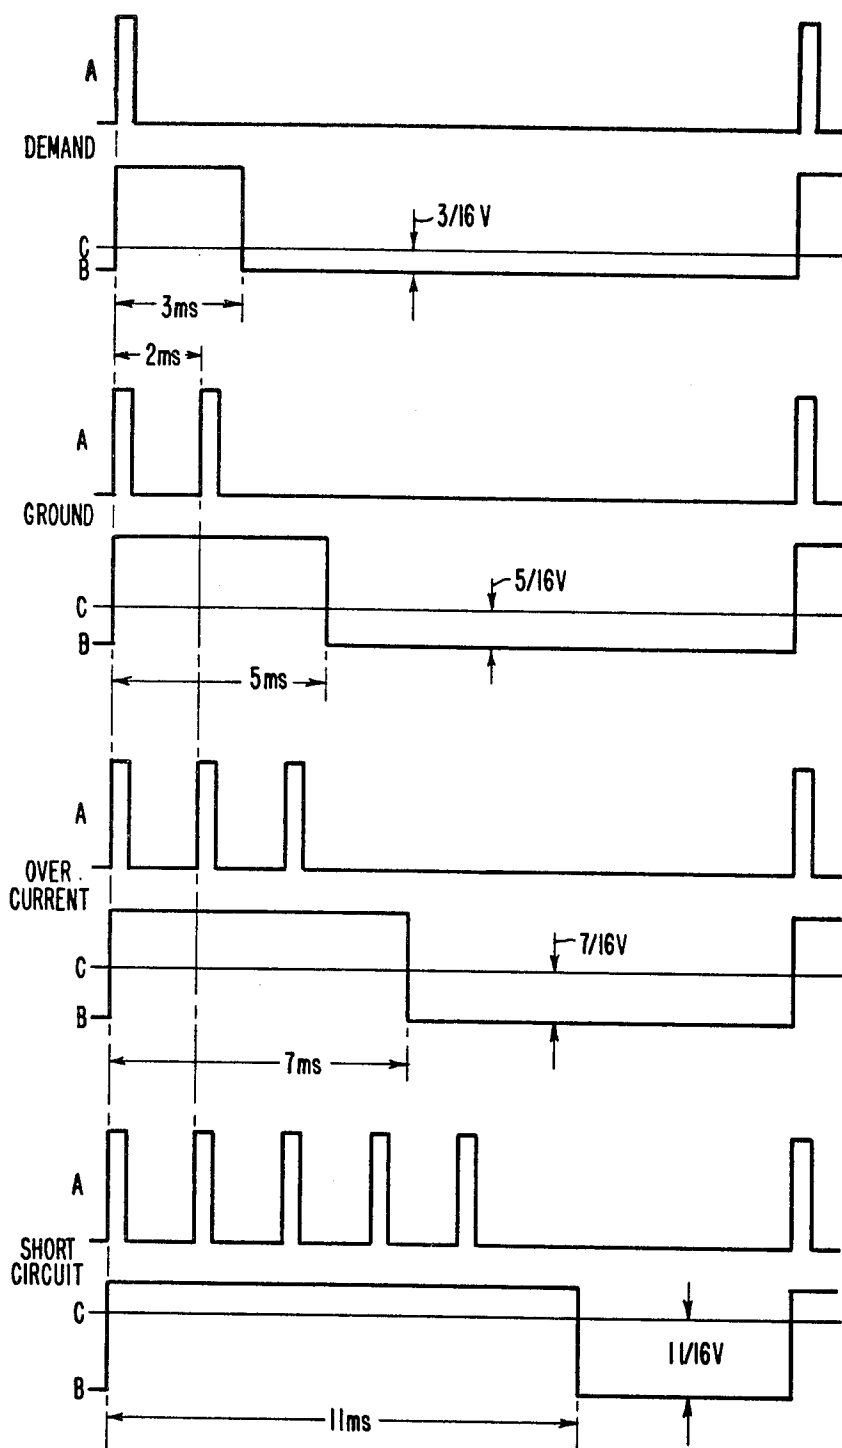 A
DEMAND
3/16 V
C
B
3ms
2ms
A
GROUND
5/16V
C
B
5ms
A
OVER
CURRENT
7/16V
C
B
7ms
A
SHORT
CIRCUIT
C
11/16V
B
11ms